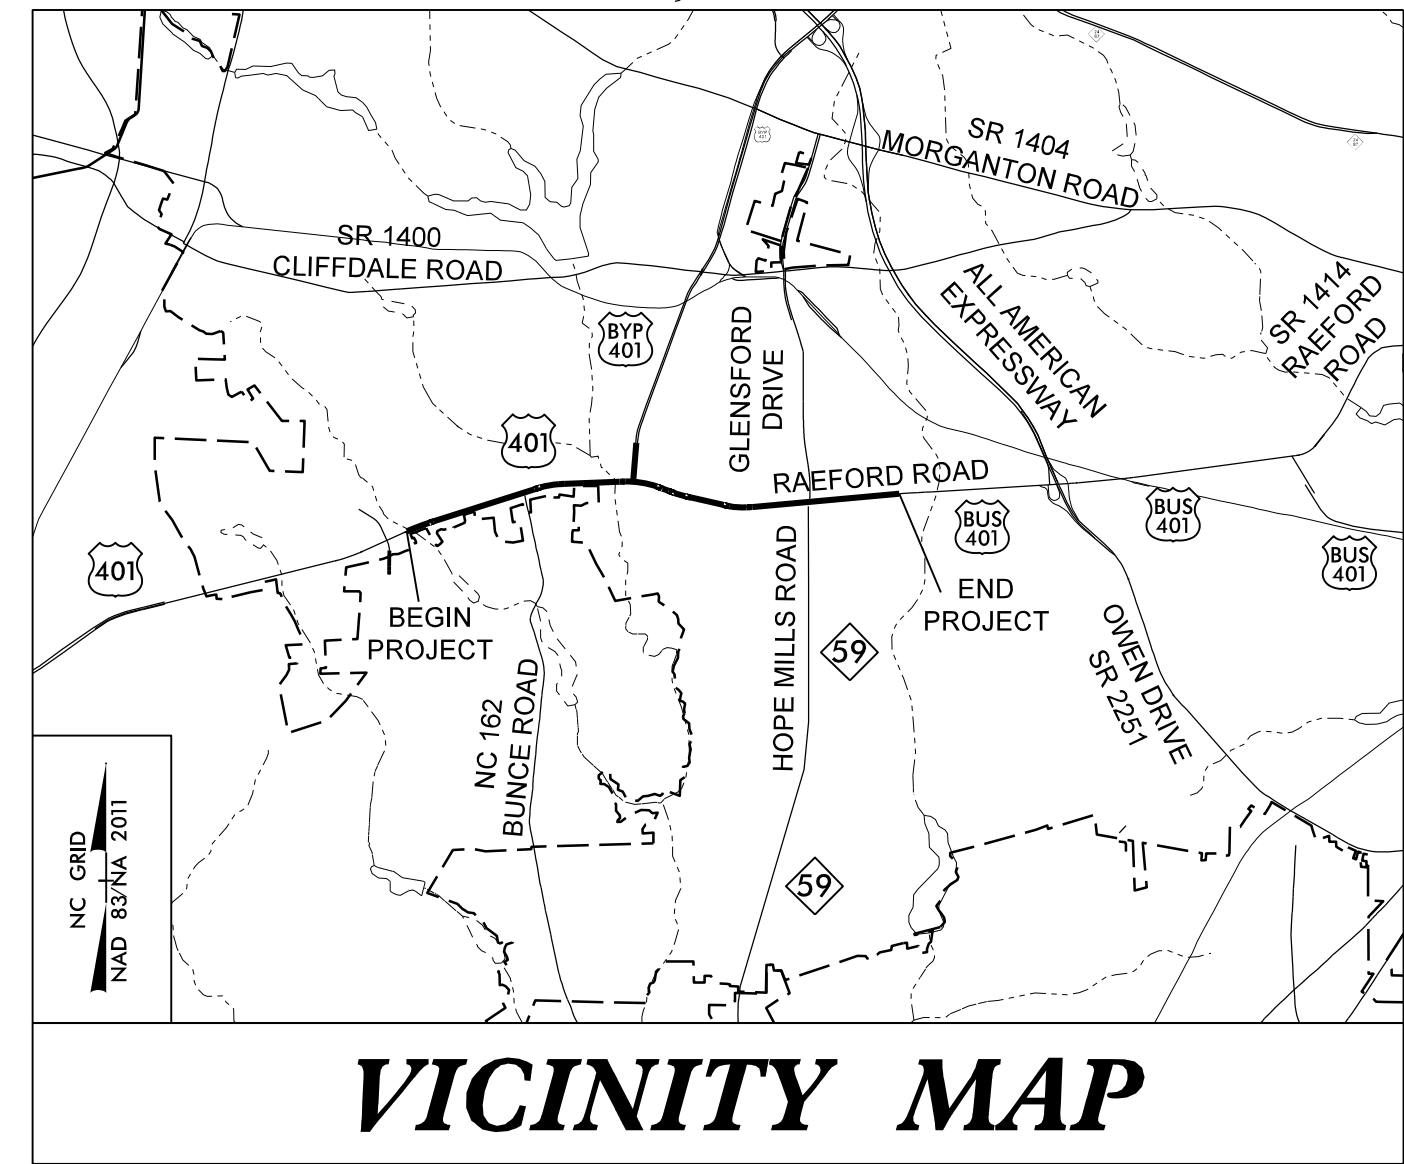 SR 1404
MORGANTON ROAD
SR 1400
CLIFFDALE ROAD
BYP
401
GLENSFORD
DRIVE
ALL AMERICAN
EXPRESSWAY
SR 1414
RAEFORD
ROAD
401
RAEFORD ROAD
BUS
401
BUS
401
BUS
401
401
BEGIN
PROJECT
END
PROJECT
HOPE MILLS ROAD
59
OWEN DRIVE
SR 2251
NC 162
BUNCE ROAD
59
NC GRID
NAD 83/NA 2011
VICINITY MAP